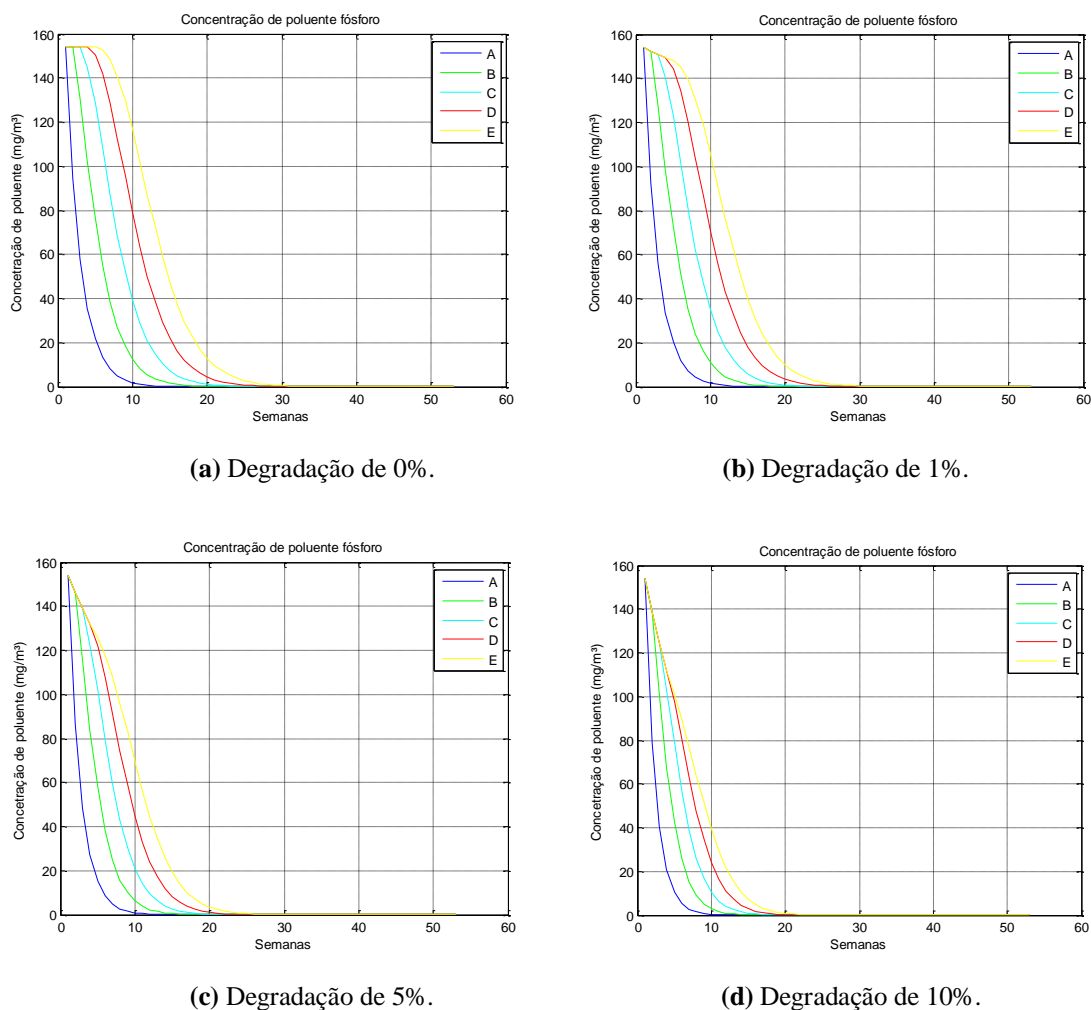 Concentração de poluente fósforo
160
140
120
100
80
60
40
20
0
Concetração de poluente (mg/m³)
0 10 20 30 40 50 60
Semanas
A
B
C
D
E
(a) Degradação de 0%.
Concentração de poluente fósforo
160
140
120
100
80
60
40
20
0
Concetração de poluente (mg/m³)
0 10 20 30 40 50 60
Semanas
A
B
C
D
E
(b) Degradação de 1%.
Concentração de poluente fósforo
160
140
120
100
80
60
40
20
0
Concetração de poluente (mg/m³)
0 10 20 30 40 50 60
Semanas
A
B
C
D
E
(c) Degradação de 5%.
Concentração de poluente fósforo
160
140
120
100
80
60
40
20
0
Concetração de poluente (mg/m³)
0 10 20 30 40 50 60
Semanas
A
B
C
D
E
(d) Degradação de 10%.